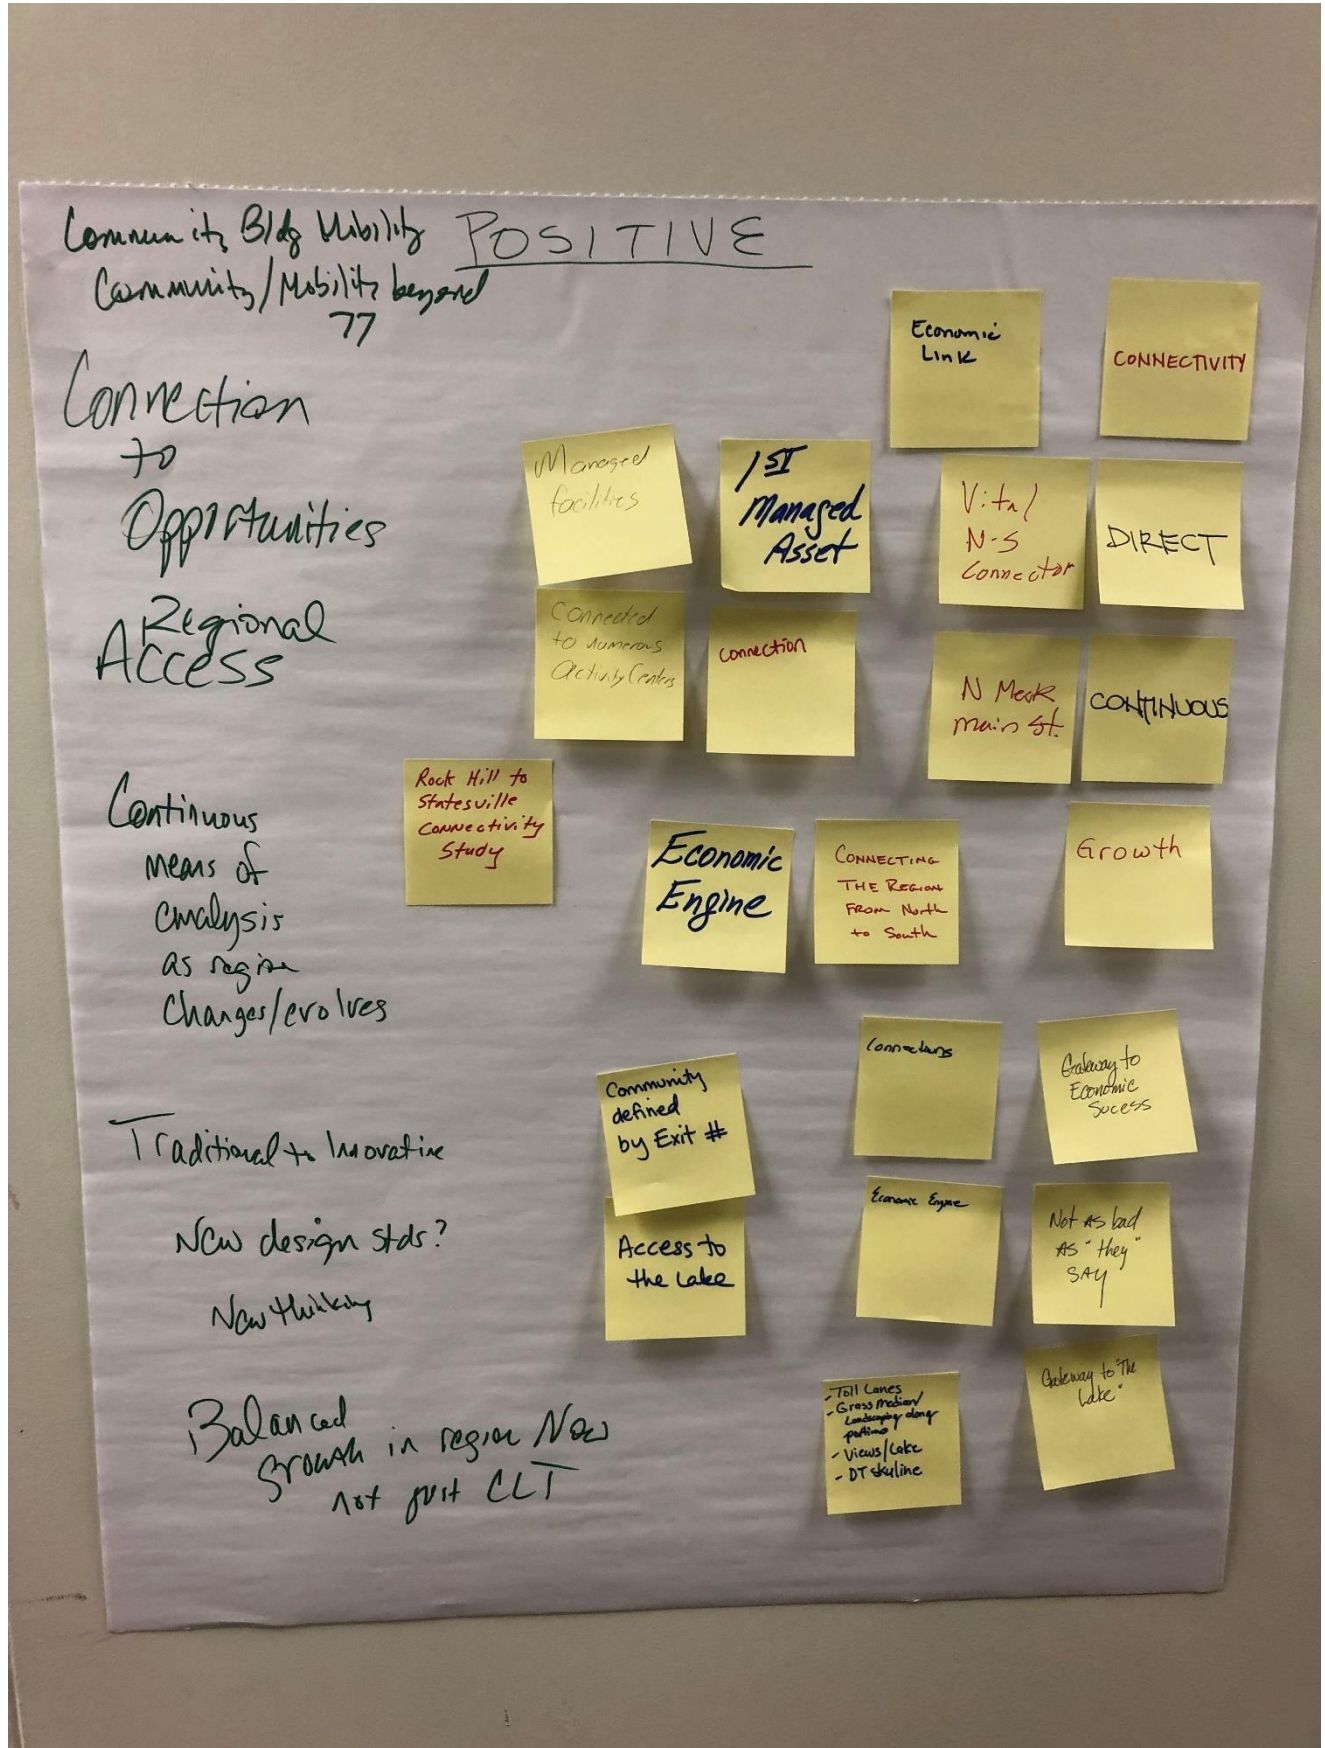 Community Bldg Mobility
POSITIVE
Community/Mobility beyond
77
Connection
to
Opportunities
Regional
Access
Continuous
means of
analysis
as region
changes/evolves
Traditional to Innovative
New design stds?
New thinking
Balanced
growth in region Now
not just CLT
Economic
Link
CONNECTIVITY
Managed
facilities
1ST
Managed
Asset
Vital
N-S
Connector
DIRECT
Connected
to numerous
Activity Centers
Connection
N Meck
Main St.
CONTINUOUS
Rock Hill to
Statesville
Connectivity
Study
Economic
Engine
CONNECTING
THE REGION
FROM North
to South
Growth
Community
defined
by Exit #
Connections
Gateway to
Economic
Sucess
Access to
the Lake
Economic Engine
Not AS bad
AS "they"
SAY
- Toll Lanes
- Grass Median/
Landscaping along
portions
- Views/Lake
- DT skyline
Gateway to "The
Lake"